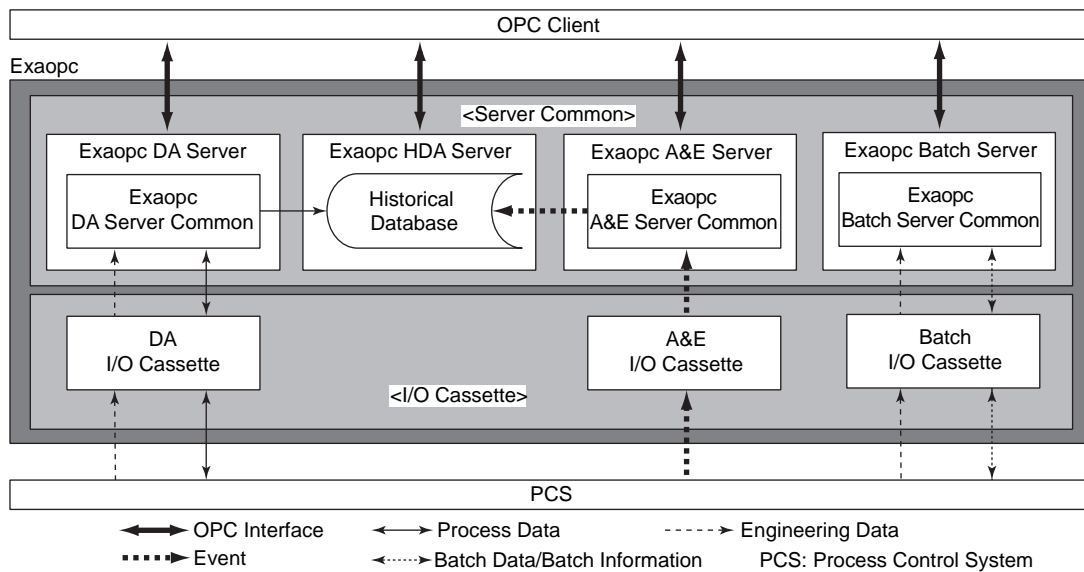 OPC Client
Exaopc
<Server Common>
Exaopc DA Server
Exaopc HDA Server
Exaopc A&E Server
Exaopc Batch Server
Exaopc
DA Server Common
Historical
Database
Exaopc
A&E Server Common
Exaopc
Batch Server Common
DA
I/O Cassette
A&E
I/O Cassette
Batch
I/O Cassette
<I/O Cassette>
PCS
OPC Interface
Process Data
Engineering Data
Event
Batch Data/Batch Information
PCS: Process Control System